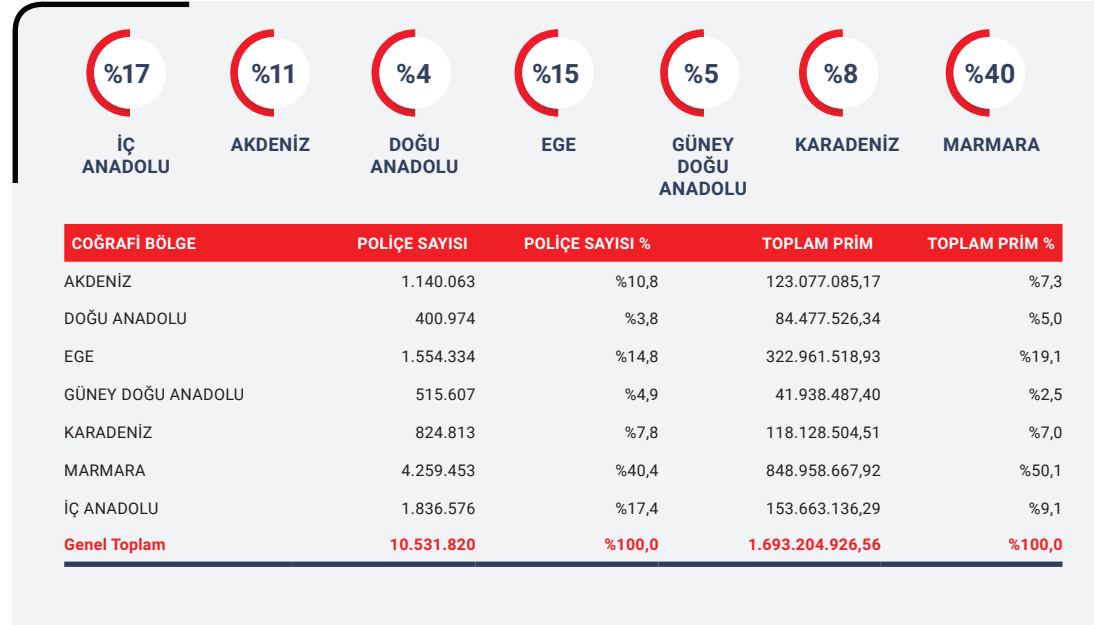 %17
%11
%4
%15
%5
%8
%40
İÇ
ANADOLU
AKDENİZ
DOĞU
ANADOLU
EGE
GÜNEY
DOĞU
ANADOLU
KARADENİZ
MARMARA
COĞRAFİ BÖLGE POLİÇE SAYISI POLİÇE SAYISI % TOPLAM PRİM TOPLAM PRİM %
AKDENİZ 1.140.063 %10,8 123.077.085,17 %7,3
DOĞU ANADOLU 400.974 %3,8 84.477.526,34 %5,0
EGE 1.554.334 %14,8 322.961.518,93 %19,1
GÜNEY DOĞU ANADOLU 515.607 %4,9 41.938.487,40 %2,5
KARADENİZ 824.813 %7,8 118.128.504,51 %7,0
MARMARA 4.259.453 %40,4 848.958.667,92 %50,1
İÇ ANADOLU 1.836.576 %17,4 153.663.136,29 %9,1
Genel Toplam 10.531.820 %100,0 1.693.204.926,56 %100,0